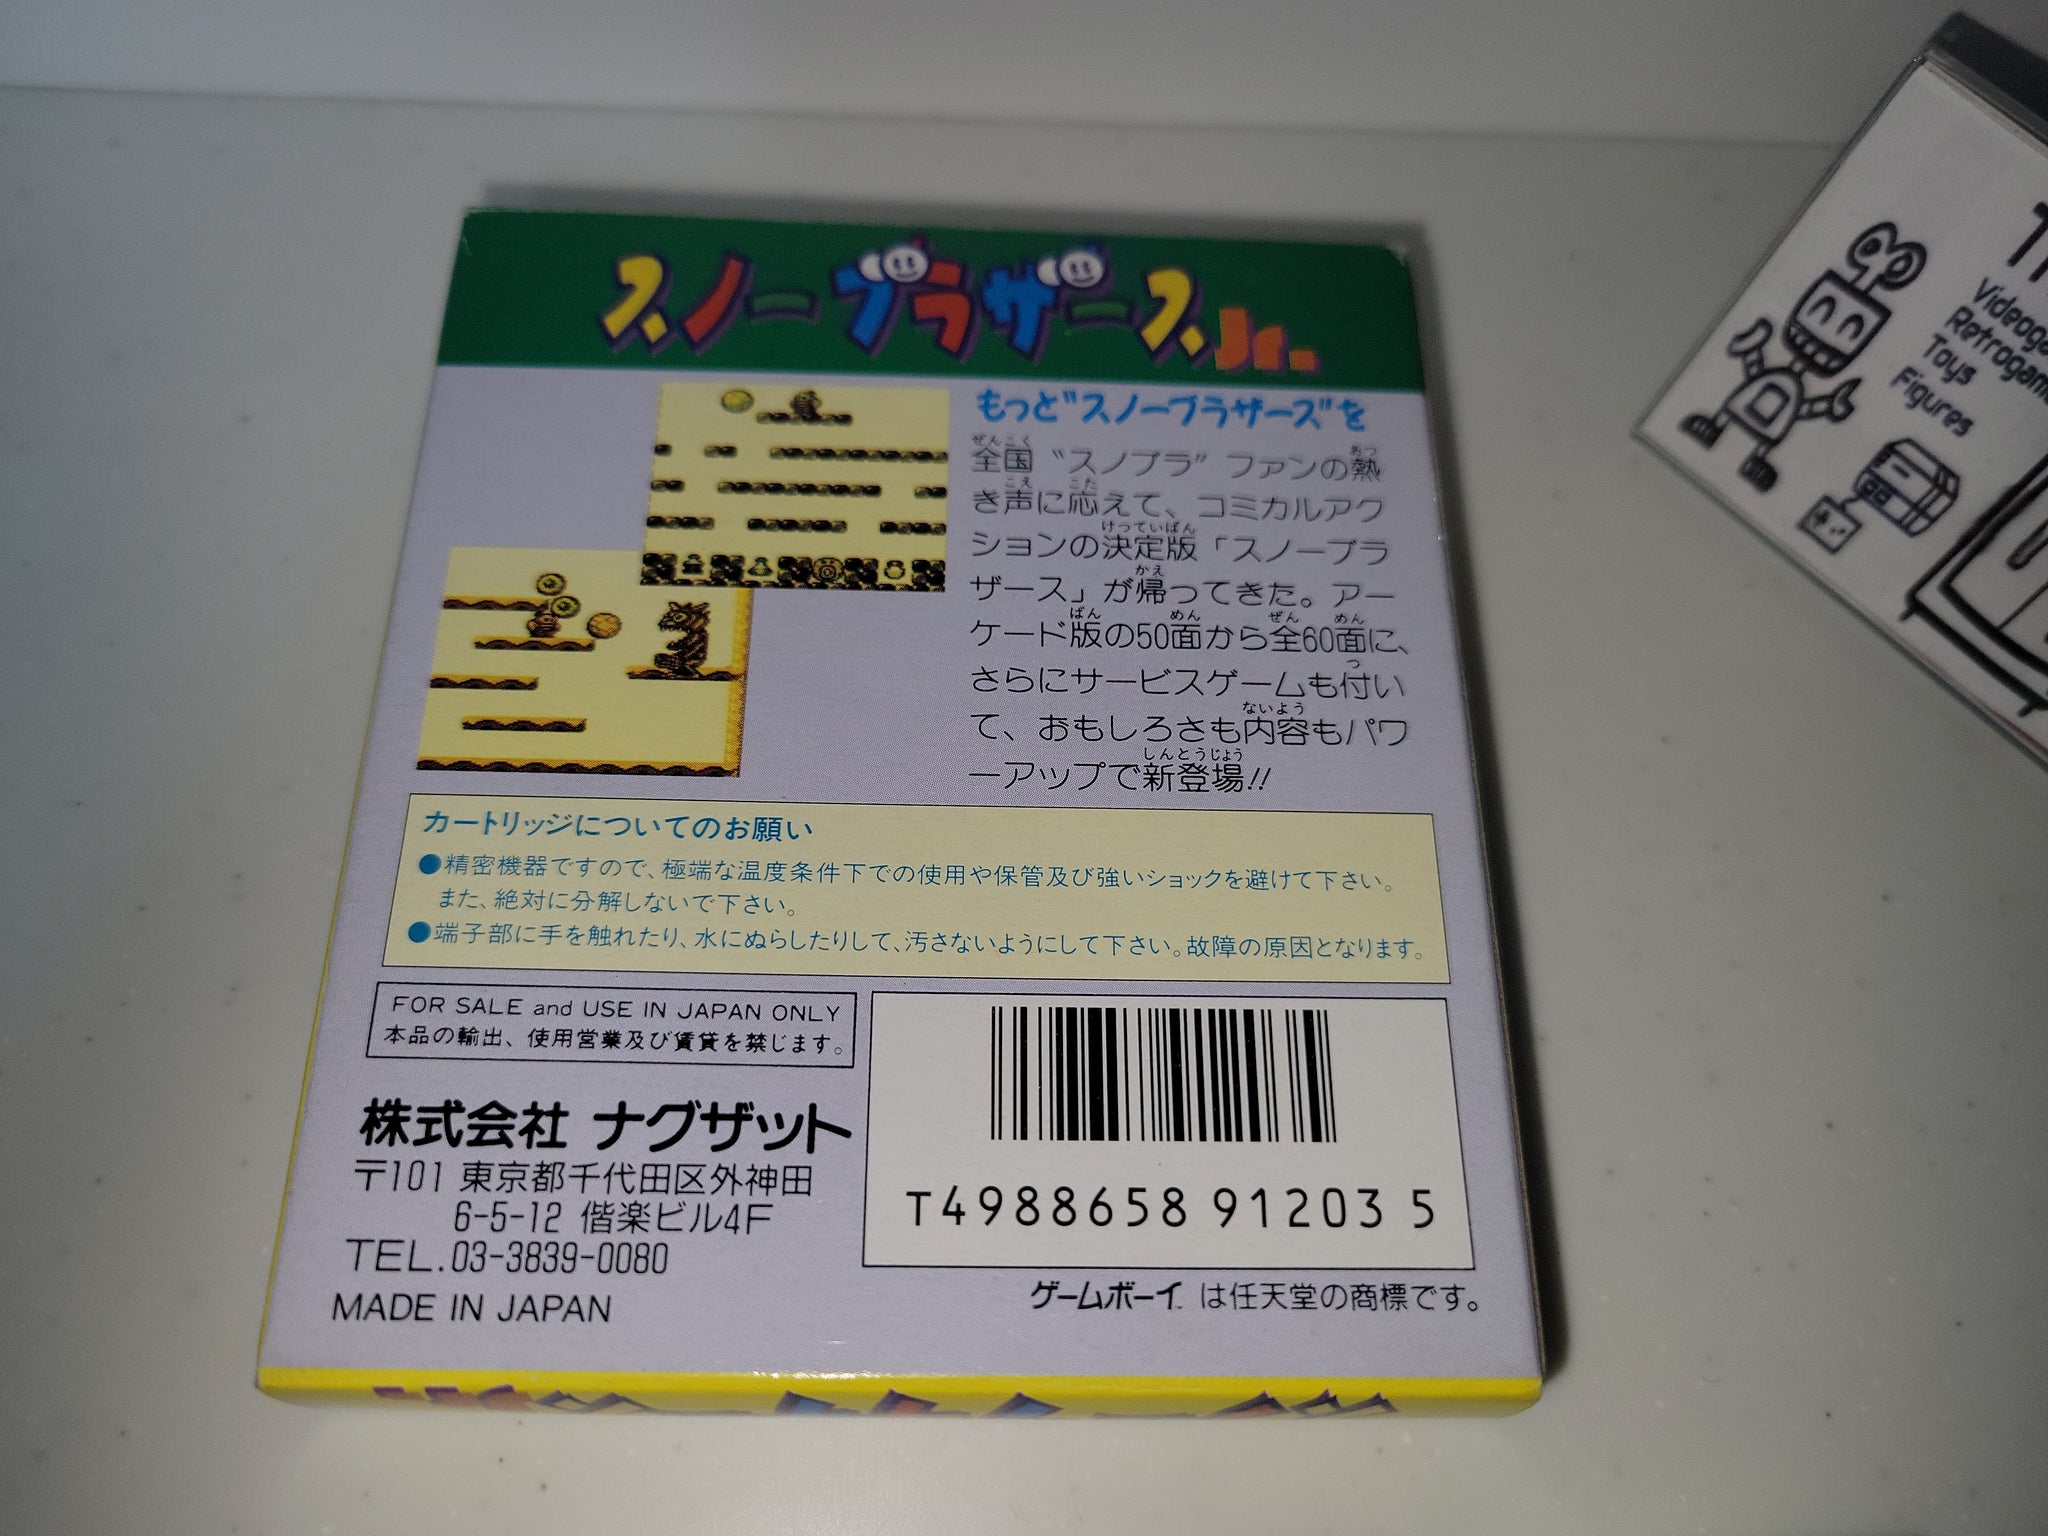 スノーブラザースJr.
もっと"スノーブラザーズ"を
全国"スノブラ"ファンの熱
き声に応えて、コミカルアク
ションの決定版「スノーブラ
ザース」が帰ってきた。アー
ケード版の50面から全60面に、
さらにサービスゲームも付い
て、おもしろさも内容もパワ
ーアップで新登場!!
カートリッジについてのお願い
●精密機器ですので、極端な温度条件下での使用や保管及び強いショックを避けて下さい。
また、絶対に分解しないで下さい。
●端子部に手を触れたり、水にぬらしたりして、汚さないようにして下さい。故障の原因となります。
FOR SALE and USE IN JAPAN ONLY
本品の輸出、使用営業及び賃貸を禁じます。
株式会社 ナグザット
〒101 東京都千代田区外神田
6-5-12 偕楽ビル4F
TEL.03-3839-0080
MADE IN JAPAN
T4988658 91203 5
ゲームボーイ は任天堂の商標です。
Toys
Figures